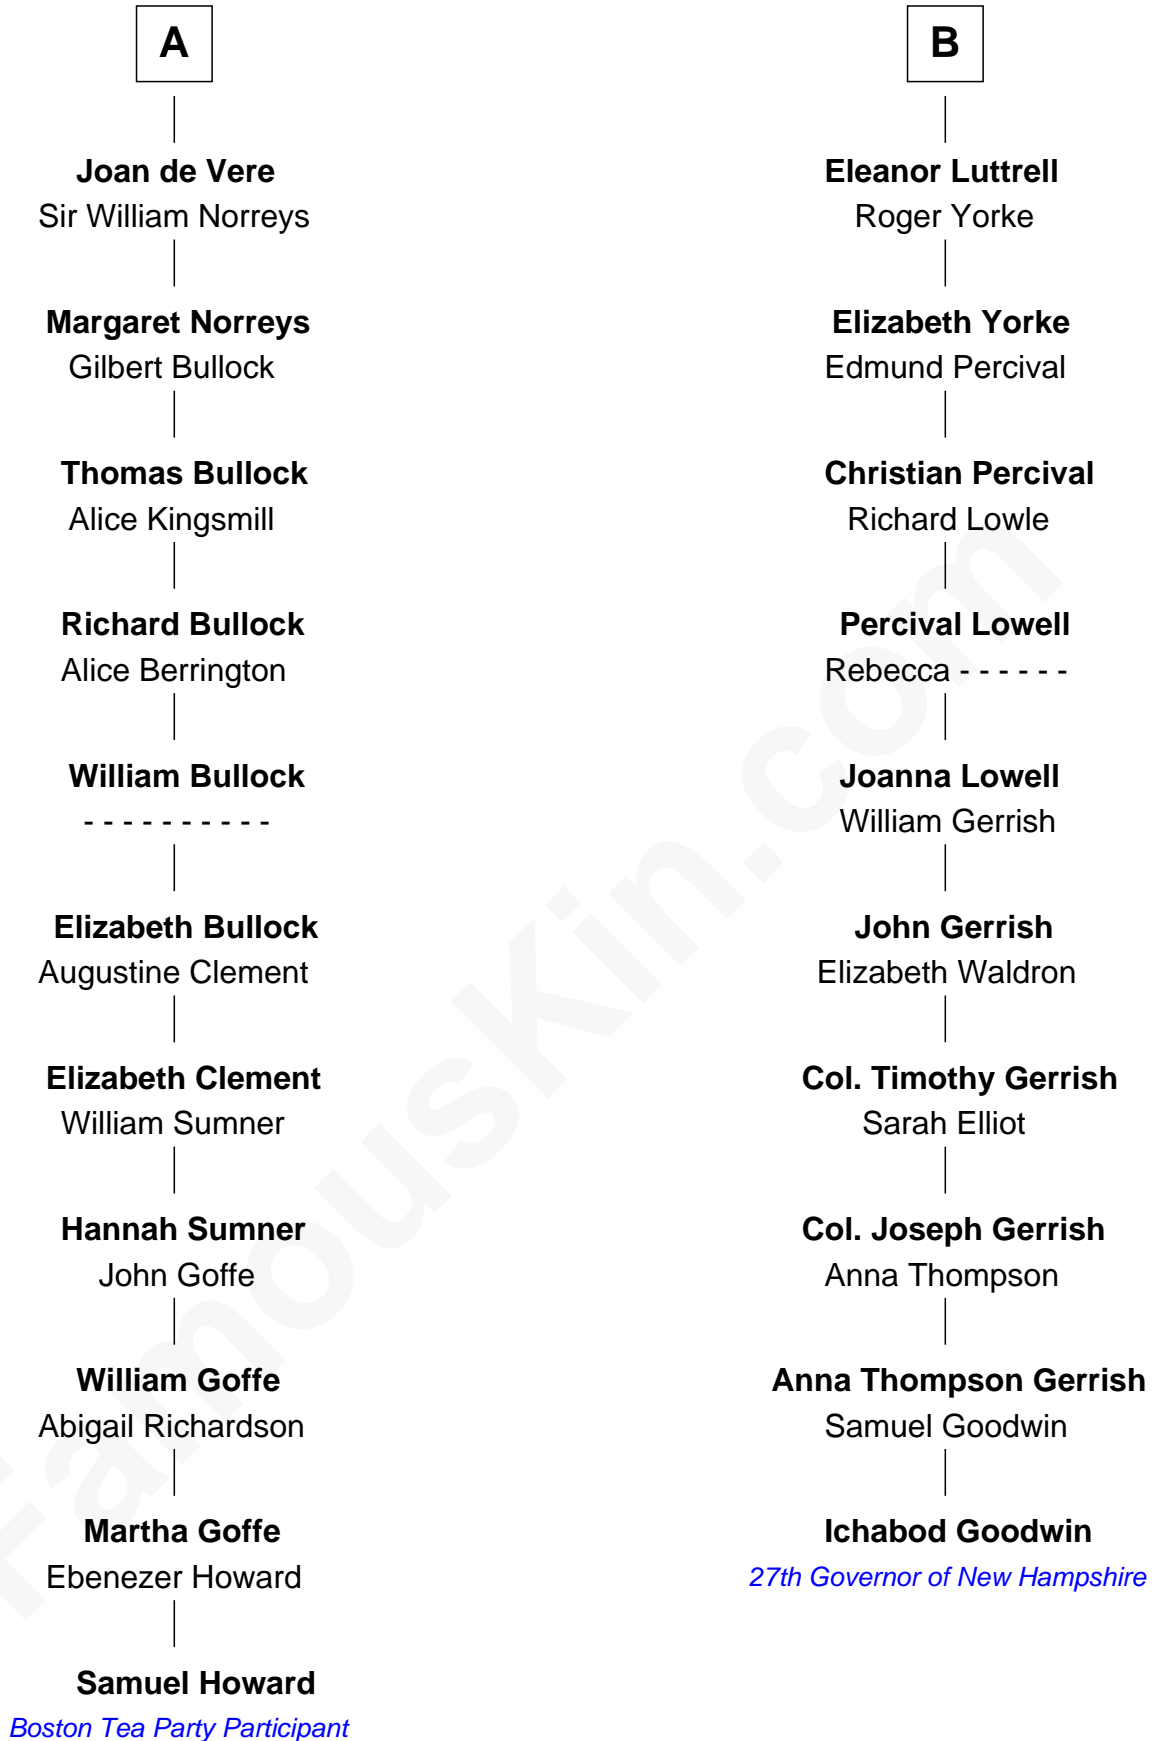 A
Joan de Vere
Sir William Norreys
Margaret Norreys
Gilbert Bullock
Thomas Bullock
Alice Kingsmill
Richard Bullock
Alice Berrington
William Bullock
- - - - - - - - - -
Elizabeth Bullock
Augustine Clement
Elizabeth Clement
William Sumner
Hannah Sumner
John Goffe
William Goffe
Abigail Richardson
Martha Goffe
Ebenezer Howard
Samuel Howard
Boston Tea Party Participant
B
Eleanor Luttrell
Roger Yorke
Elizabeth Yorke
Edmund Percival
Christian Percival
Richard Lowle
Percival Lowell
Rebecca - - - - - -
Joanna Lowell
William Gerrish
John Gerrish
Elizabeth Waldron
Col. Timothy Gerrish
Sarah Elliot
Col. Joseph Gerrish
Anna Thompson
Anna Thompson Gerrish
Samuel Goodwin
Ichabod Goodwin
27th Governor of New Hampshire
FamousKin.com